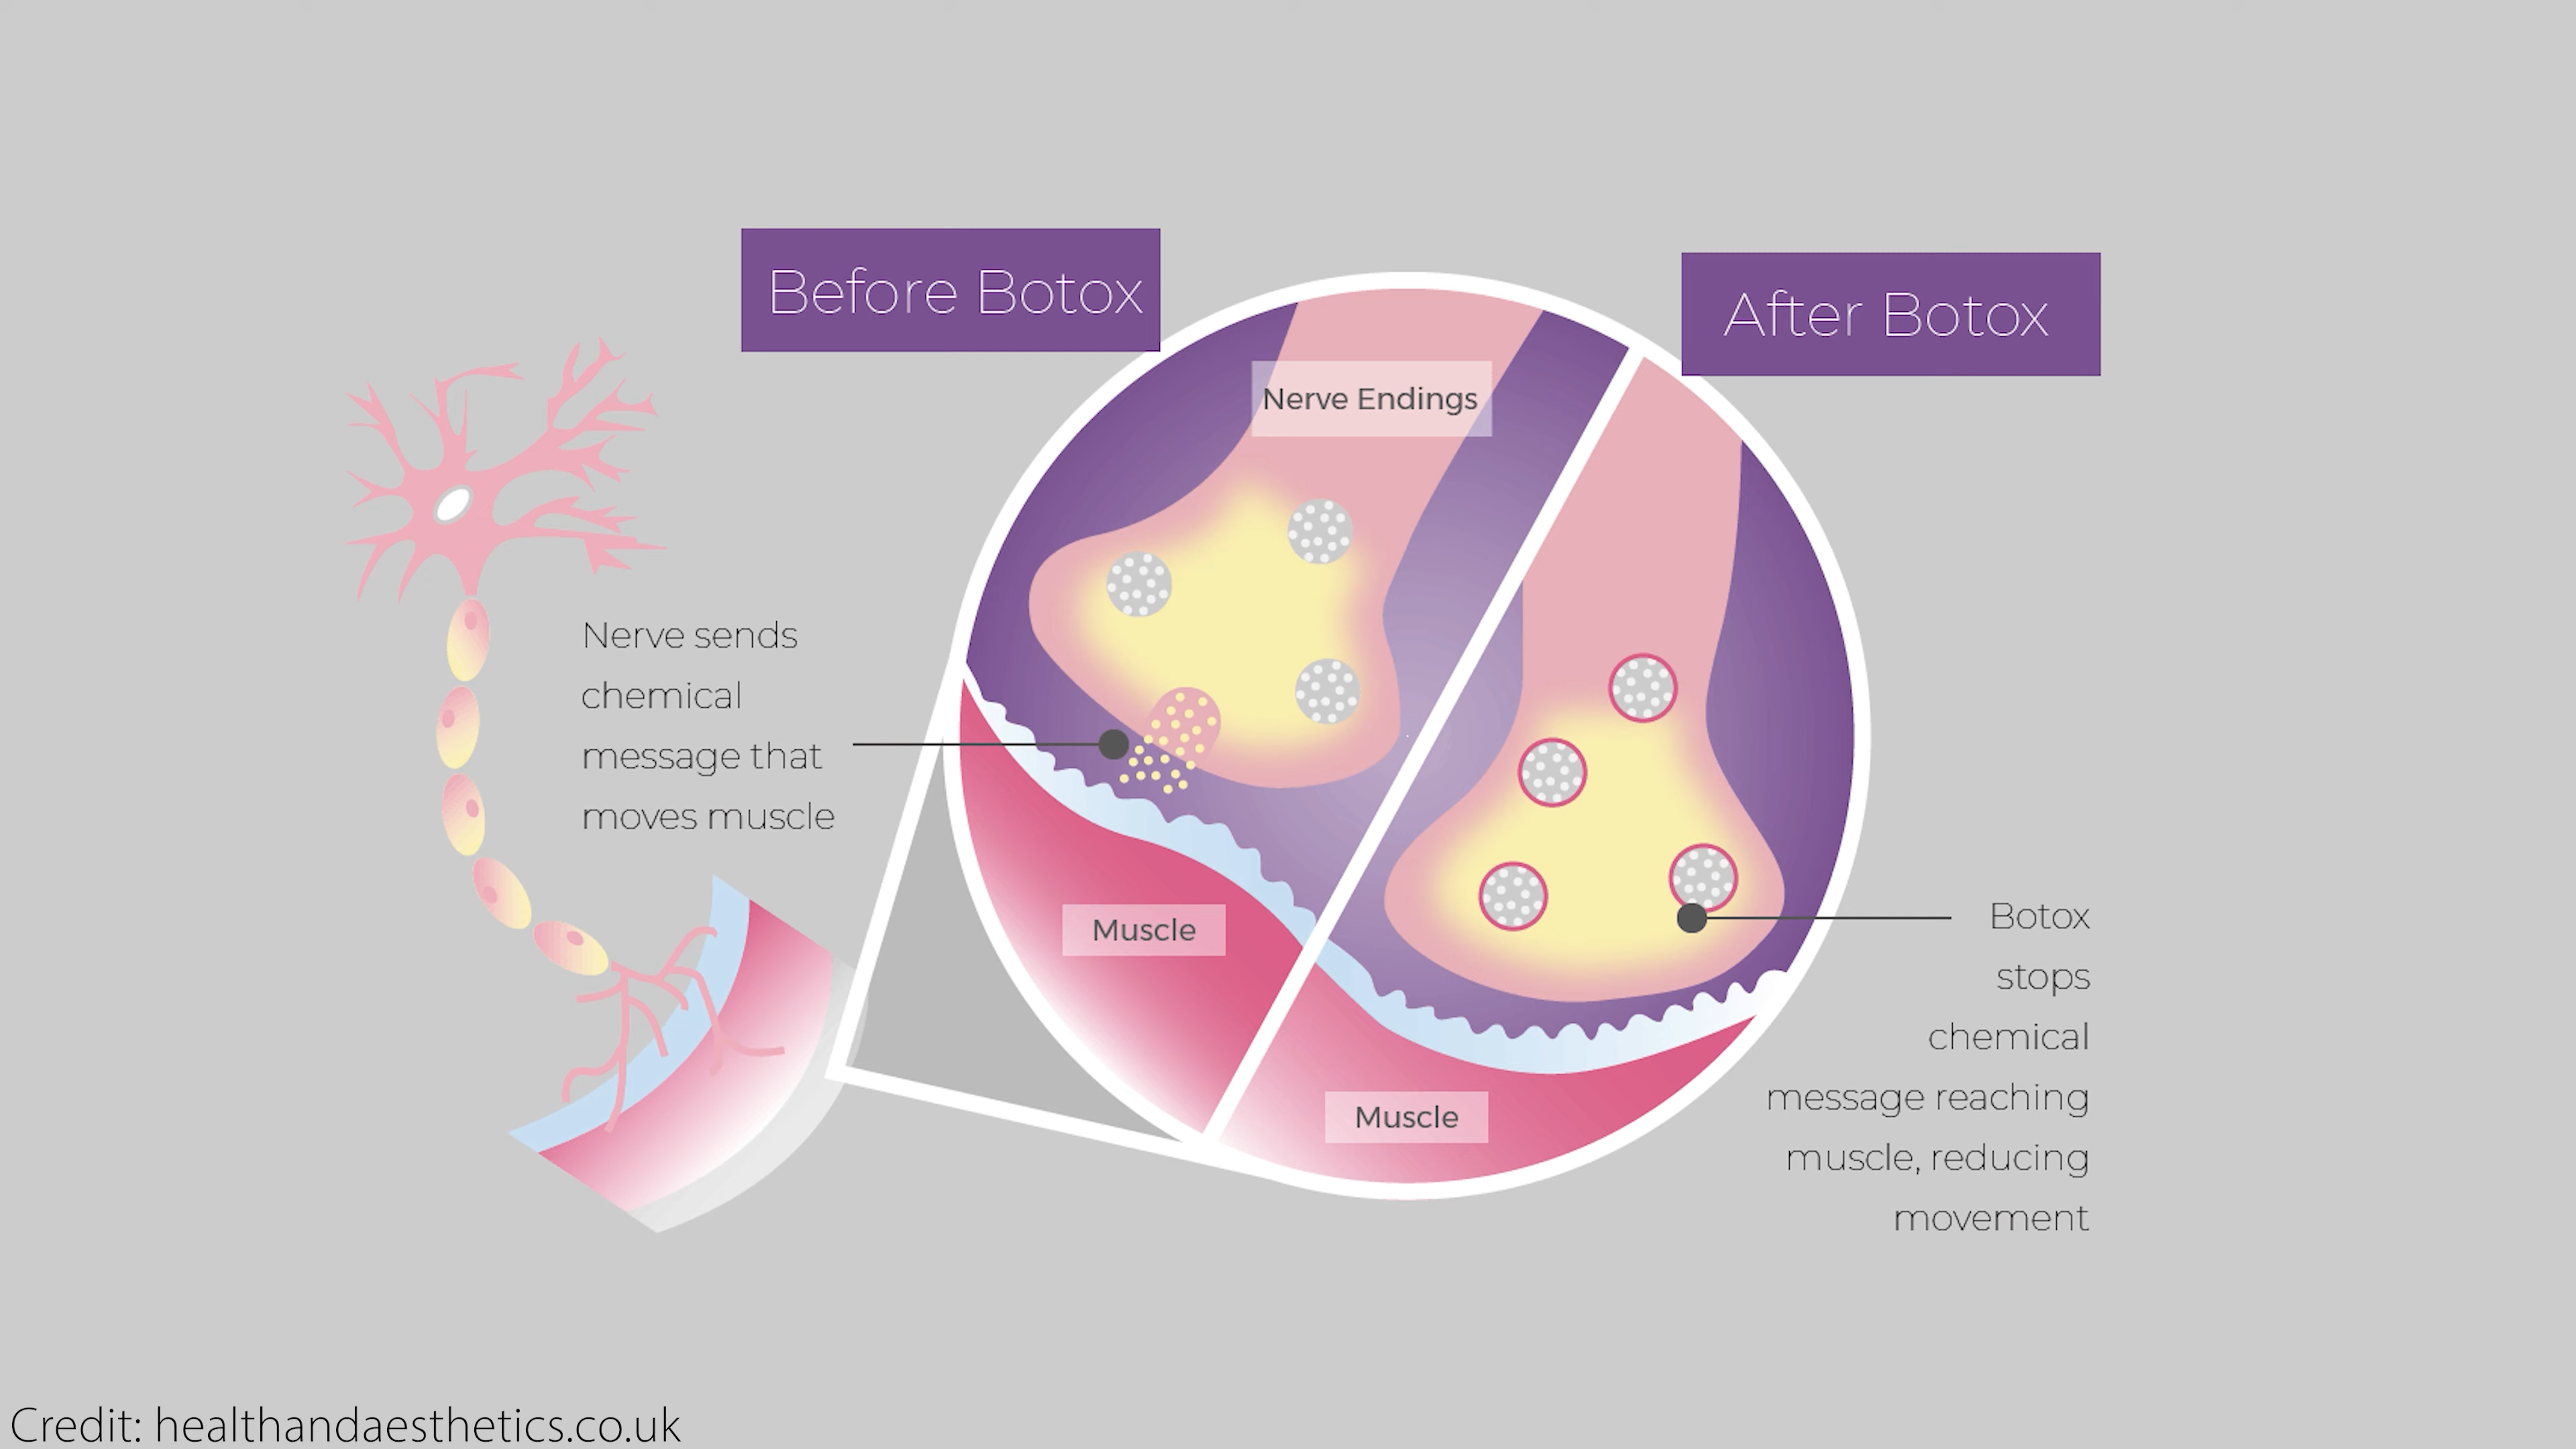 Before Botox
After Botox
Nerve Endings
Nerve sends
chemical
message that
moves muscle
Muscle
Muscle
Botox
stops
chemical
message reaching
muscle, reducing
movement
Credit: healthandaesthetics.co.uk